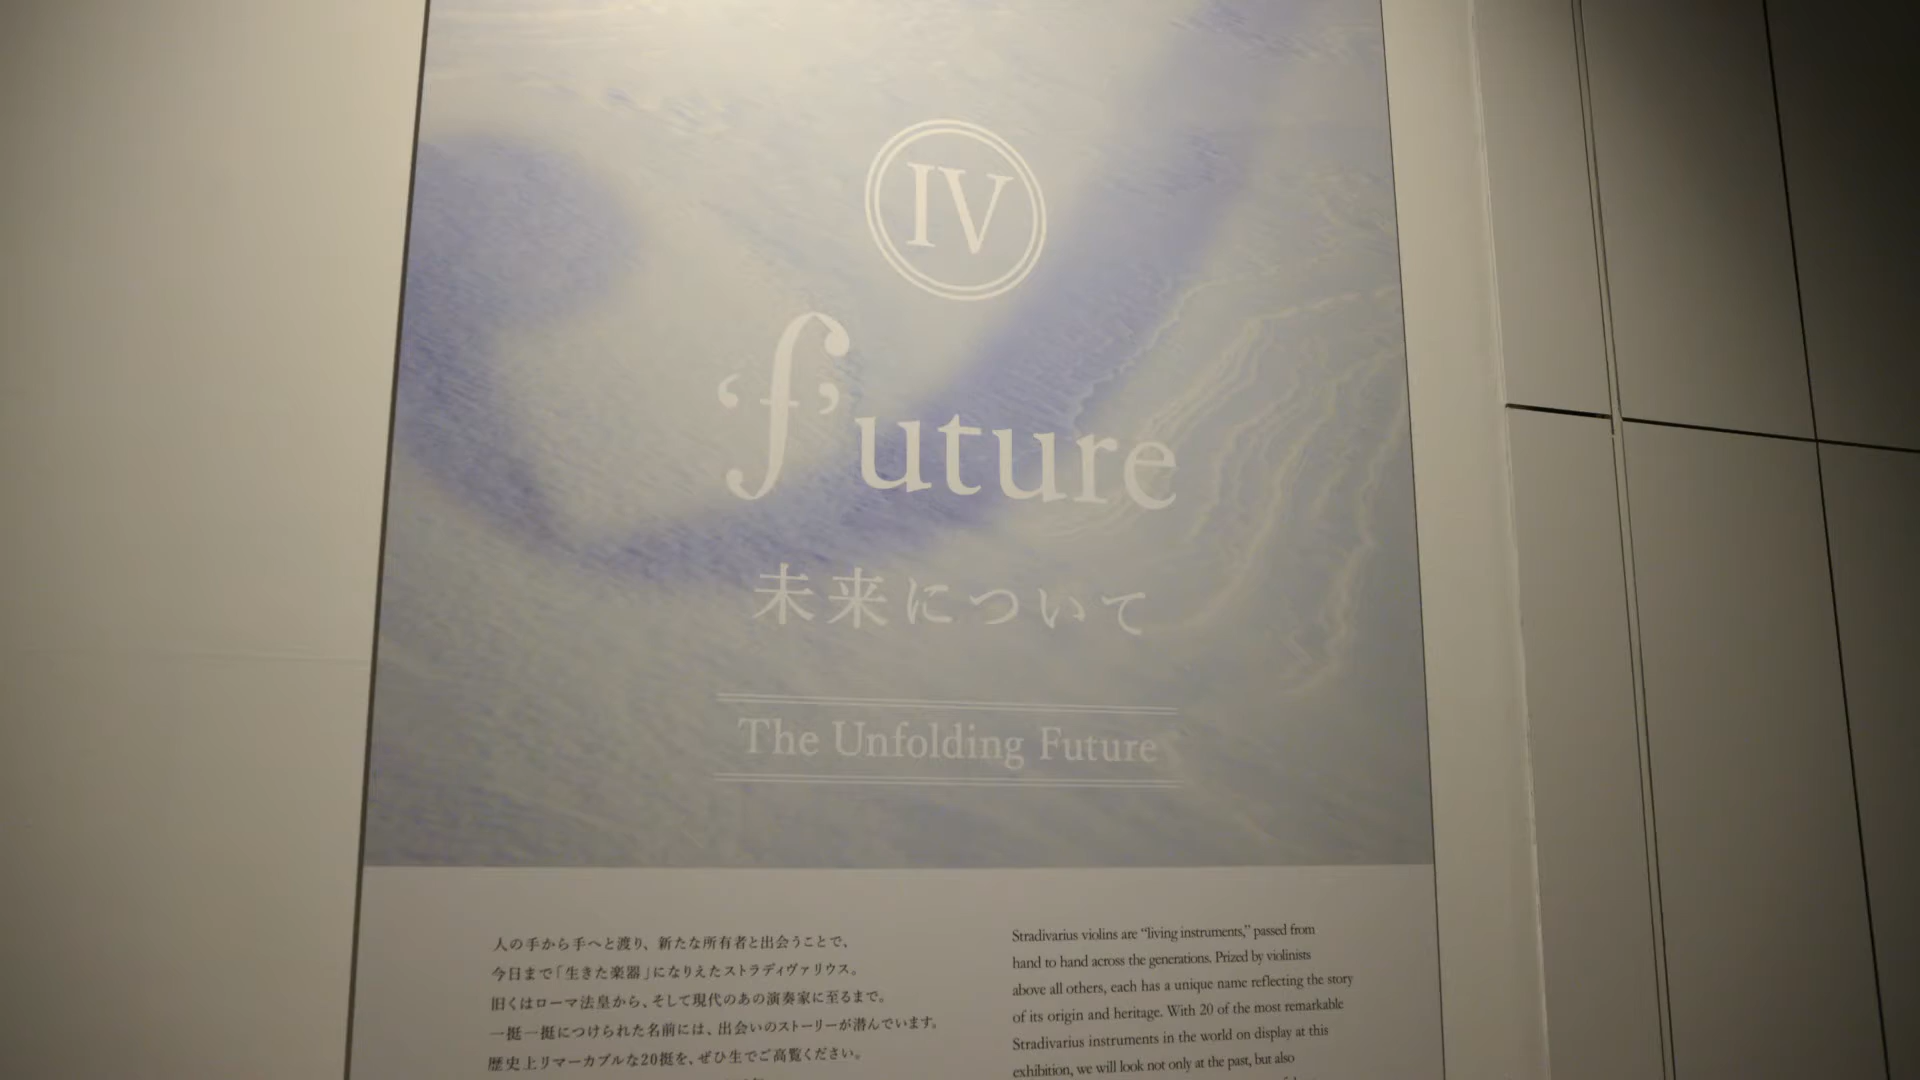 IV
‘f’uture
未来について
The Unfolding Future
人の手から手へと渡り、新たな所有者と出会うことで、
今日まで「生きた楽器」になりえたストラディヴァリウス。
旧くはローマ法皇から、そして現代のあの演奏家に至るまで。
一挺一挺につけられた名前には、出会いのストーリーが潜んでいます。
歴史上リマーカブルな20挺を、ぜひ生でご高覧ください。
Stradivarius violins are “living instruments,” passed from
hand to hand across the generations. Prized by violinists
above all others, each has a unique name reflecting the story
of its origin and heritage. With 20 of the most remarkable
Stradivarius instruments in the world on display at this
exhibition, we will look not only at the past, but also